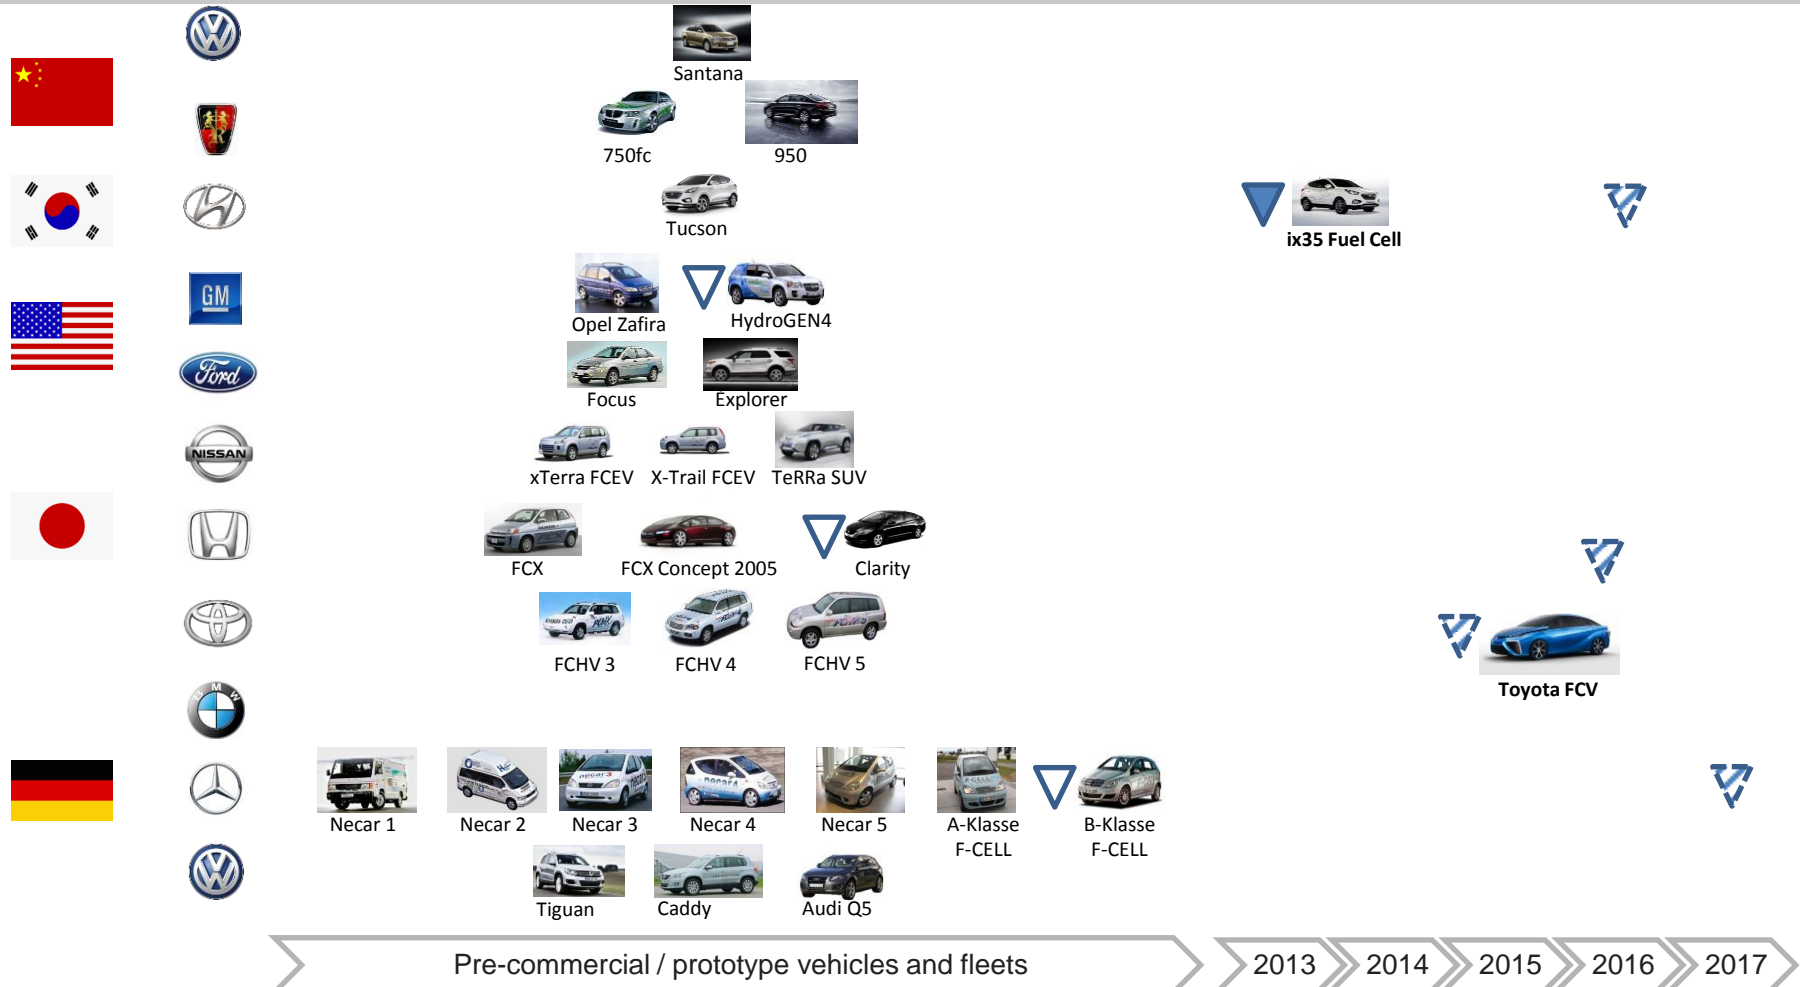 Santana
750fc
950
Tucson
ix35 Fuel Cell
GM
Opel Zafira
HydroGEN4
Ford
Focus
Explorer
NISSAN
xTerra FCEV
X-Trail FCEV
TeRRa SUV
FCX
FCX Concept 2005
Clarity
FCHV 3
FCHV 4
FCHV 5
Toyota FCV
BMW
Necar 1
Necar 2
Necar 3
Necar 4
Necar 5
A-Klasse
F-CELL
B-Klasse
F-CELL
Tiguan
Caddy
Audi Q5
Pre-commercial / prototype vehicles and fleets
2013
2014
2015
2016
2017